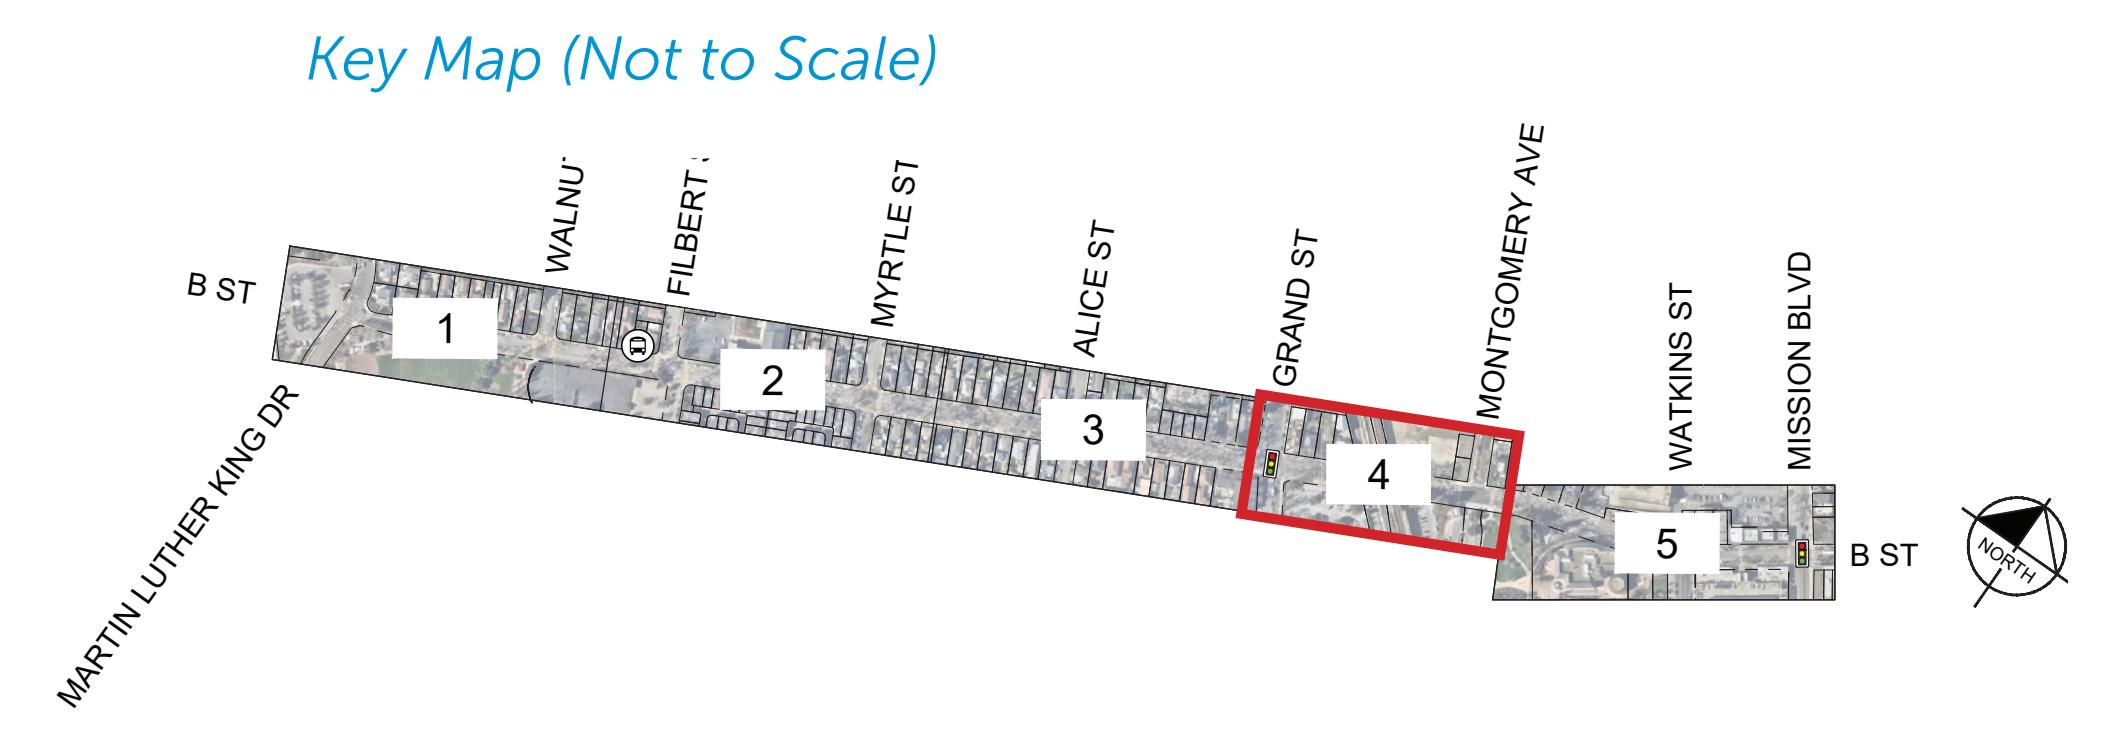 Key Map (Not to Scale)
B ST
MARTIN LUTHER KING DR
WALNUT
FILBERT S
MYRTLE ST
ALICE ST
GRAND ST
MONTGOMERY AVE
WATKINS ST
MISSION BLVD
1
2
3
4
5
B ST
NORTH